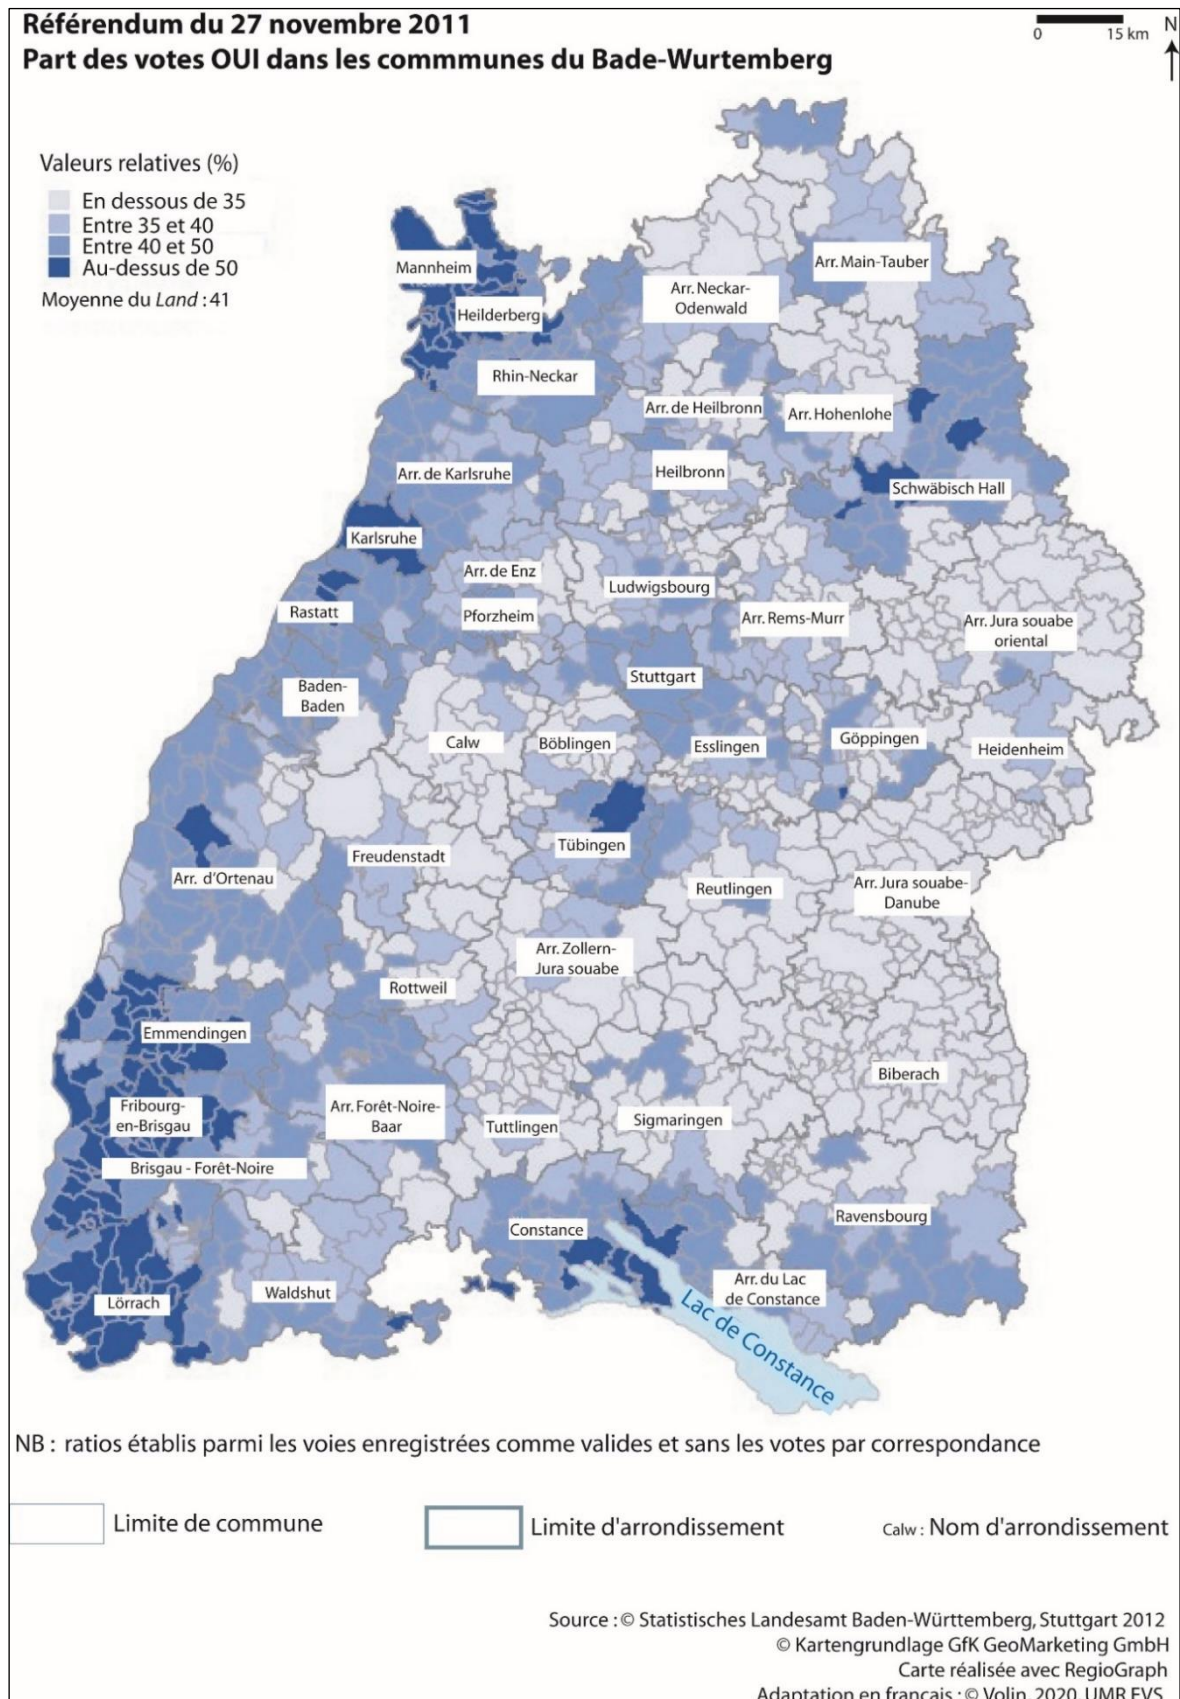 Référendum du 27 novembre 2011
Part des votes OUI dans les commmunes du Bade-Wurtemberg
0 15 km
N
Valeurs relatives (%)
En dessous de 35
Entre 35 et 40
Entre 40 et 50
Au-dessus de 50
Moyenne du Land : 41
Mannheim
Heilderberg
Rhin-Neckar
Arr. Neckar-
Odenwald
Arr. Main-Tauber
Arr. de Heilbronn
Arr. Hohenlohe
Arr. de Karlsruhe
Heilbronn
Schwäbisch Hall
Karlsruhe
Arr. de Enz
Ludwigsbourg
Rastatt
Pforzheim
Arr. Rems-Murr
Arr. Jura souabe
oriental
Stuttgart
Baden-
Baden
Calw
Böblingen
Esslingen
Göppingen
Heidenheim
Tübingen
Freudenstadt
Arr. d'Ortenau
Reutlingen
Arr. Jura souabe-
Danube
Arr. Zollern-
Jura souabe
Rottweil
Emmendingen
Biberach
Fribourg-
en-Brisgau
Arr. Forêt-Noire-
Baar
Tuttlingen
Sigmaringen
Brisgau - Forêt-Noire
Constance
Ravensbourg
Lörrach
Waldshut
Arr. du Lac
de Constance
Lac de Constance
NB : ratios établis parmi les voies enregistrées comme valides et sans les votes par correspondance
Limite de commune
Limite d'arrondissement
Calw : Nom d'arrondissement
Source : © Statistisches Landesamt Baden-Württemberg, Stuttgart 2012
© Kartengrundlage GfK GeoMarketing GmbH
Carte réalisée avec RegioGraph
Adaptation en français : © Volin, 2020, UMR EVS